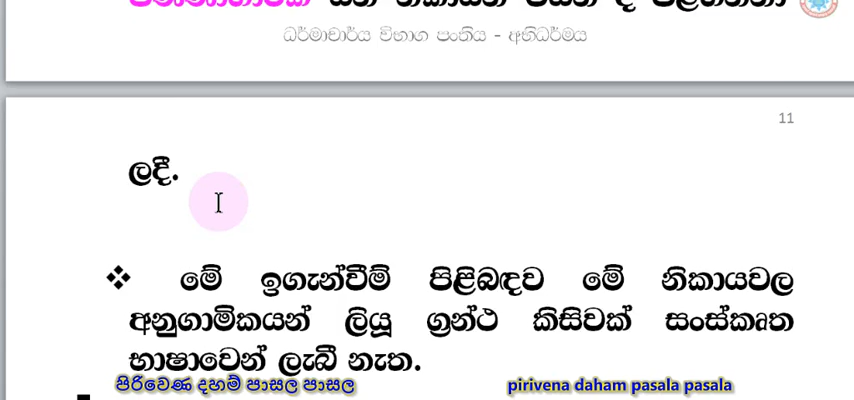 ධර්මාචාර්ය විභාග පංතිය - අභිධර්මය
11
ලදී.
❖ මේ ඉගැන්වීම් පිළිබඳව මේ නිකායවල
අනුගාමිකයන් ලියූ ග්‍රන්ථ කිසිවක් සංස්කෘත
භාෂාවෙන් ලැබී නැත.
පිරිවෙණ දහම් පාසල පාසල
pirivena daham pasala pasala